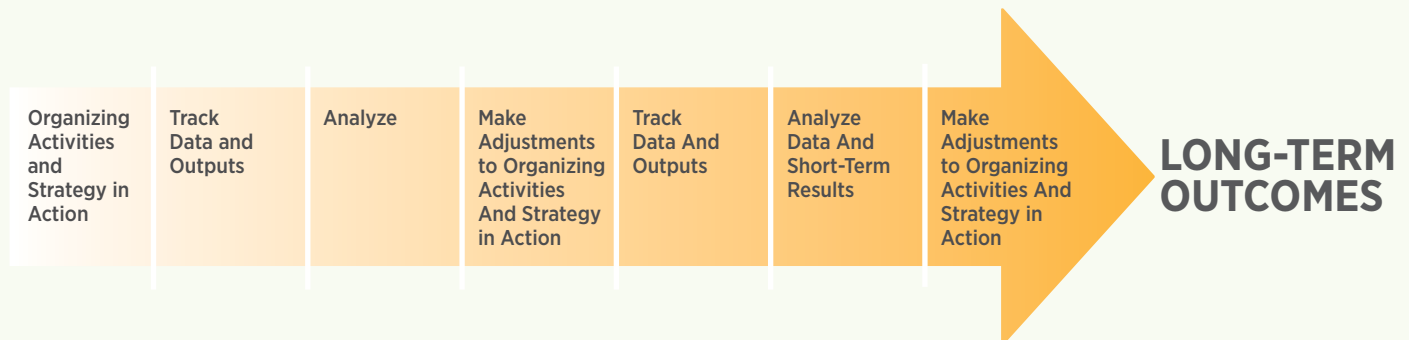 Organizing
Activities
and
Strategy in
Action
Track
Data and
Outputs
Analyze
Make
Adjustments
to Organizing
Activities
And Strategy
in Action
Track
Data And
Outputs
Analyze
Data And
Short-Term
Results
Make
Adjustments
to Organizing
Activities And
Strategy in
Action
LONG-TERM
OUTCOMES